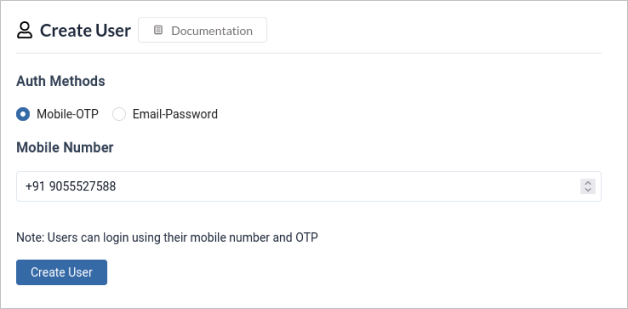 Create User Documentation
Auth Methods
Mobile-OTP Email-Password
Mobile Number
+91 9055527588
Note: Users can login using their mobile number and OTP
Create User